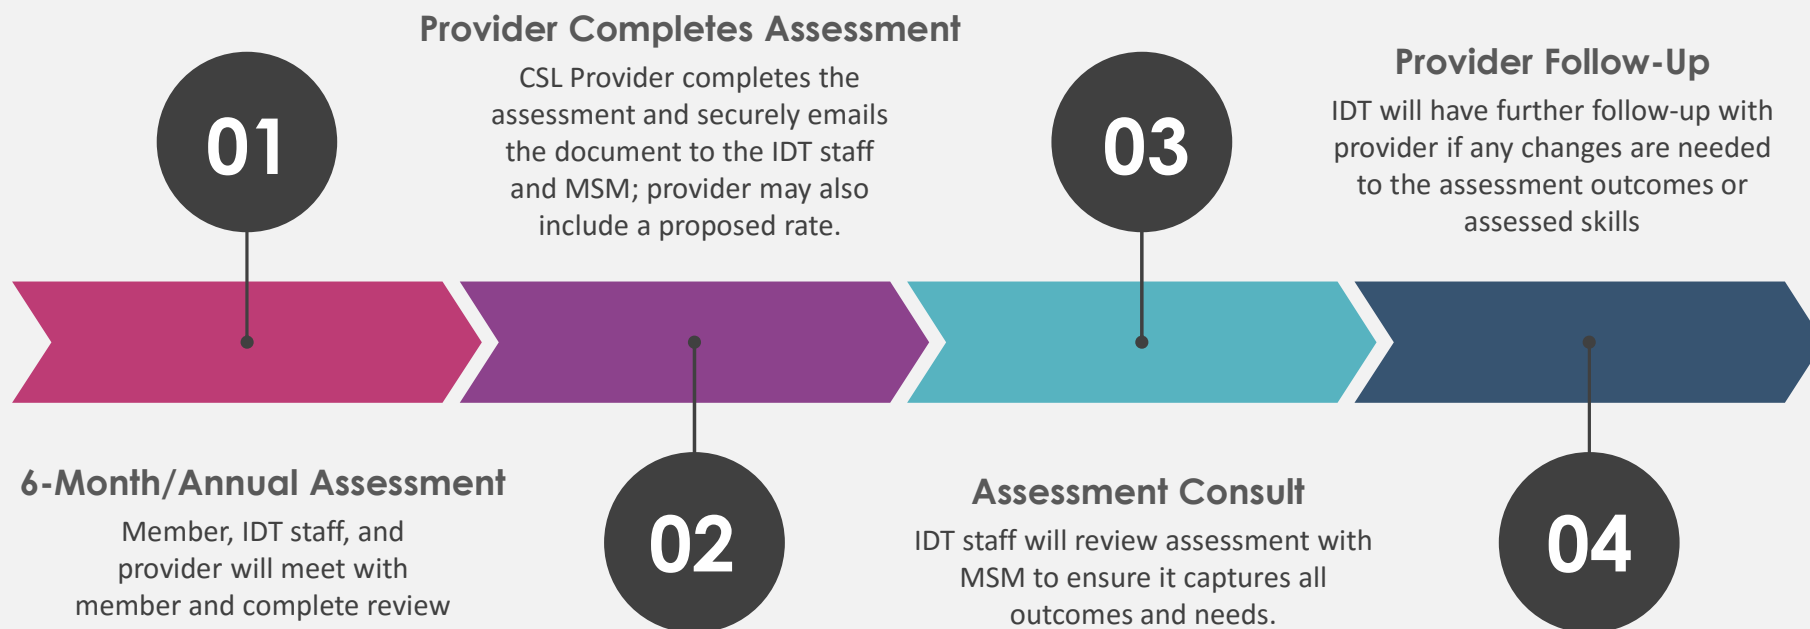 01
6-Month/Annual Assessment
Member, IDT staff, and
provider will meet with
member and complete review
Provider Completes Assessment
CSL Provider completes the
assessment and securely emails
the document to the IDT staff
and MSM; provider may also
include a proposed rate.
02
03
Assessment Consult
IDT staff will review assessment with
MSM to ensure it captures all
outcomes and needs.
Provider Follow-Up
IDT will have further follow-up with
provider if any changes are needed
to the assessment outcomes or
assessed skills
04